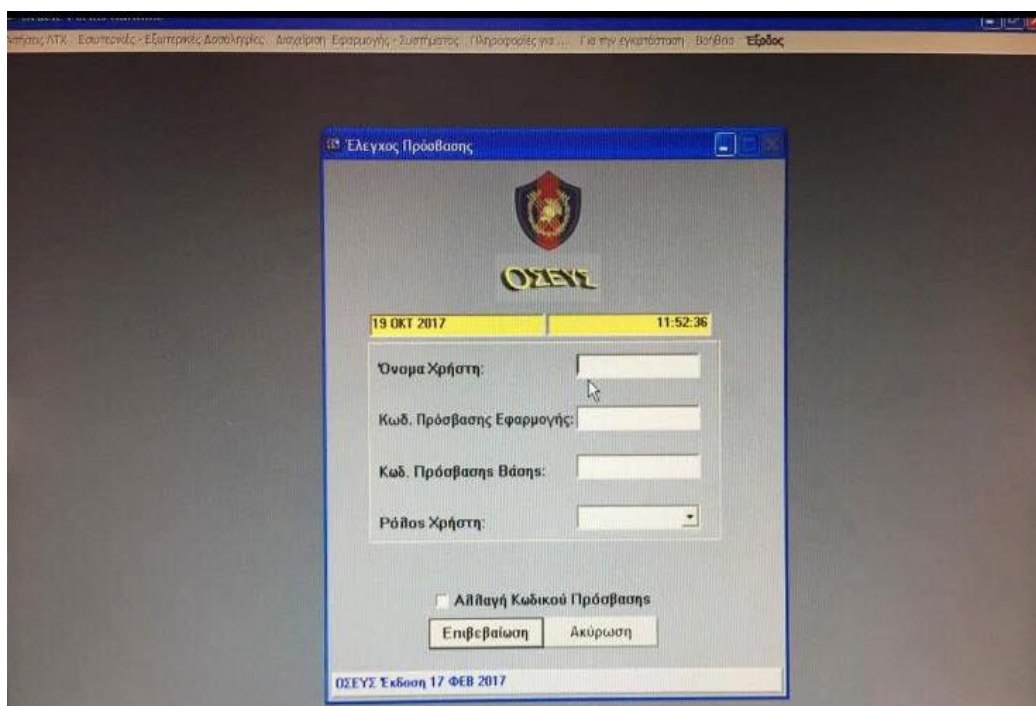 Εσωτερικές - Εξωτερικές Δοσοληψίες Διαχείριση Εφαρμογής - Συστήματος Πληροφορίες για .... Για την εγκατάσταση Βοήθεια Έξοδος
Έλεγχος Πρόσβασης
ΟΣΕΥΣ
19 ΟΚΤ 2017 11:52:36
Όνομα Χρήστη:
Κωδ. Πρόσβασης Εφαρμογής:
Κωδ. Πρόσβασης Βάσης:
Ρόλος Χρήστη:
Αλλαγή Κωδικού Πρόσβασης
Επιβεβαίωση Ακύρωση
ΟΣΕΥΣ Έκδοση 17 ΦΕΒ 2017